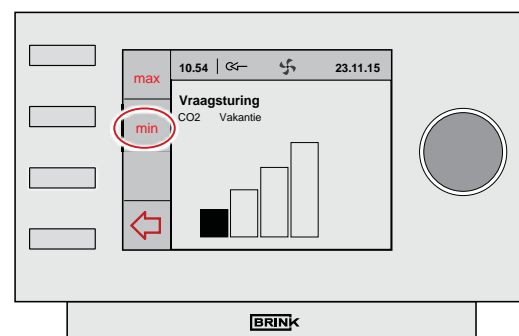 max
10.54
23.11.15
Vraagsturing
min
CO2 Vakantie
BRINK